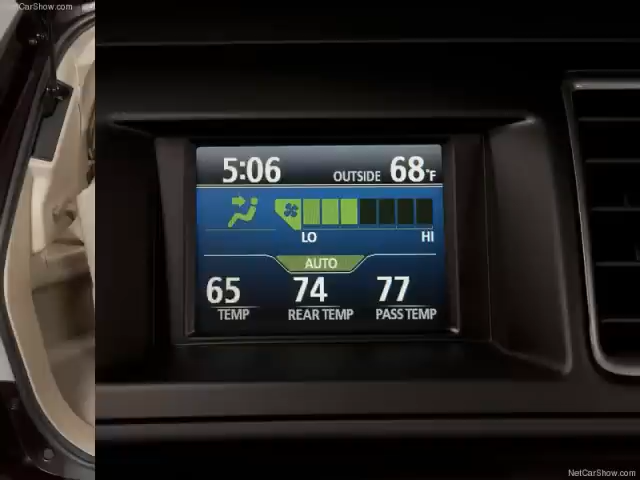 NetCarShow.com
5:06 OUTSIDE 68°F
LO HI
AUTO
65 74 77
TEMP REAR TEMP PASS TEMP
NetCarShow.com